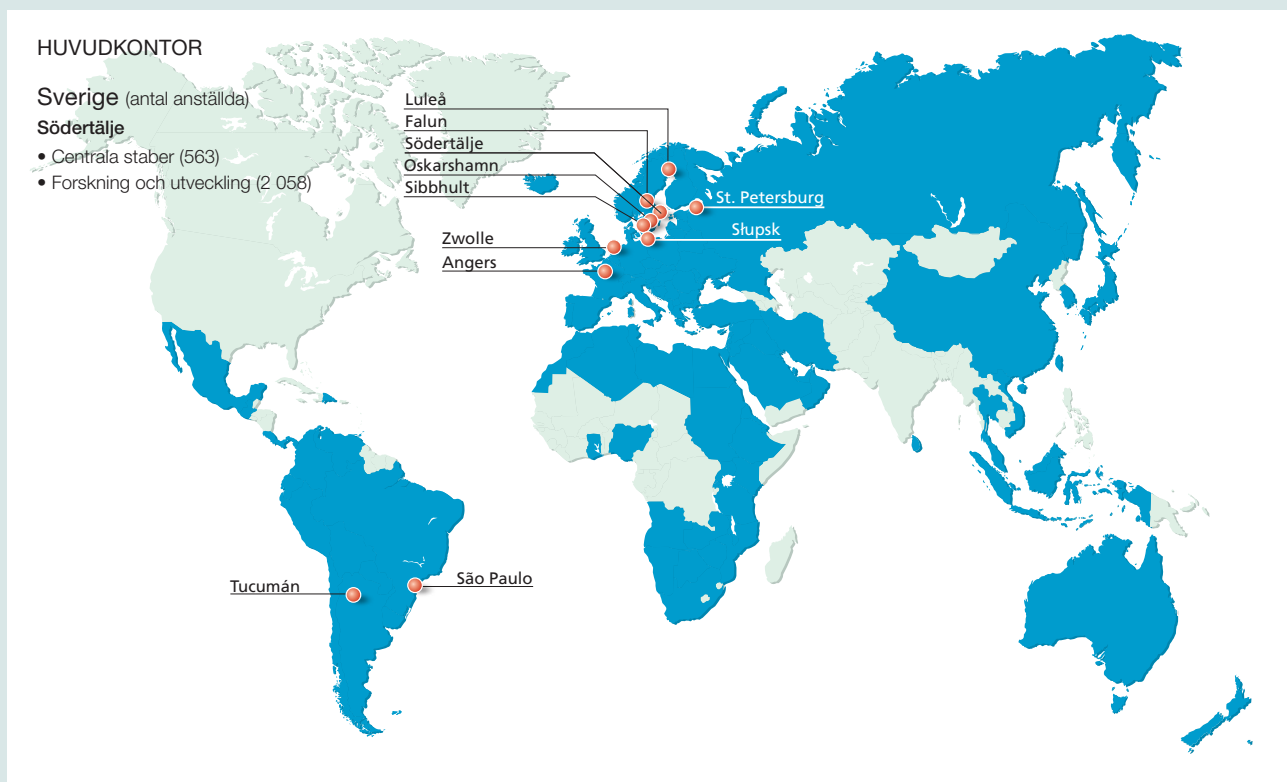 HUVUDKONTOR
Sverige (antal anställda)
Södertälje
• Centrala staber (563)
• Forskning och utveckling (2 058)
Luleå
Falun
Södertälje
Oskarshamn
Sibbhult
St. Petersburg
Słupsk
Zwolle
Angers
Tucumán
São Paulo